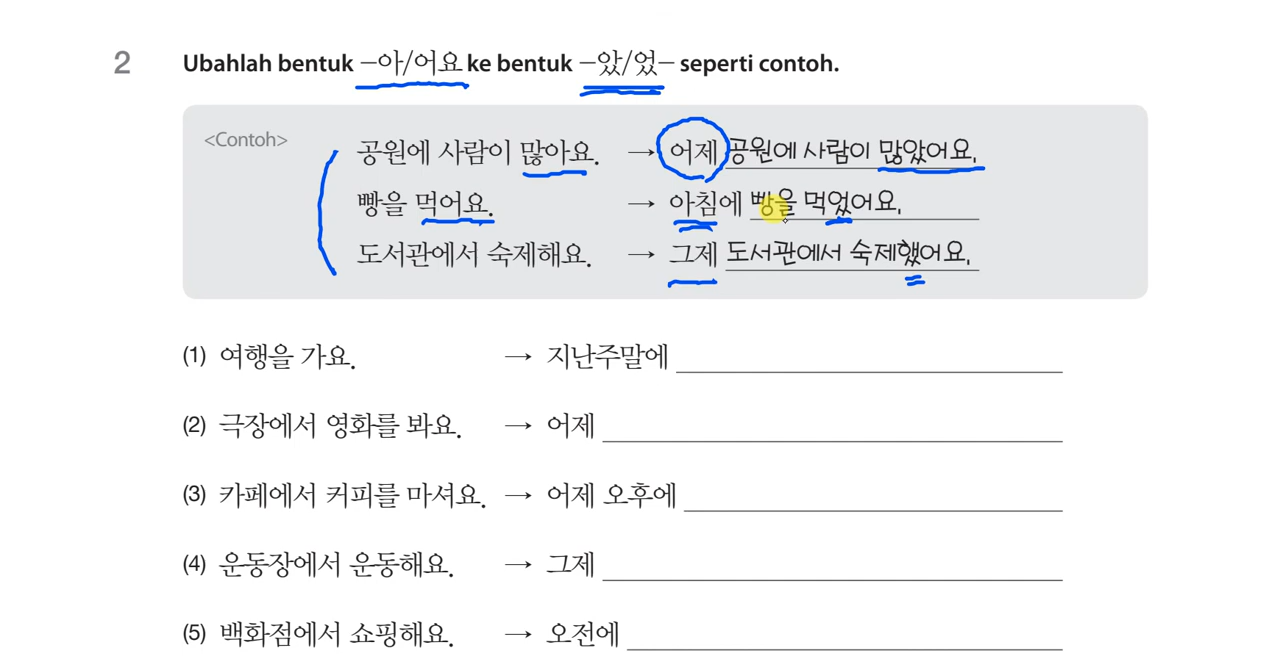 2 Ubahlah bentuk –아/어요 ke bentuk –았/었– seperti contoh.
<Contoh> 공원에 사람이 많아요. → 어제 공원에 사람이 많았어요.
빵을 먹어요. → 아침에 빵을 먹었어요.
도서관에서 숙제해요. → 그제 도서관에서 숙제했어요.
(1) 여행을 가요. → 지난주말에
(2) 극장에서 영화를 봐요. → 어제
(3) 카페에서 커피를 마셔요. → 어제 오후에
(4) 운동장에서 운동해요. → 그제
(5) 백화점에서 쇼핑해요. → 오전에